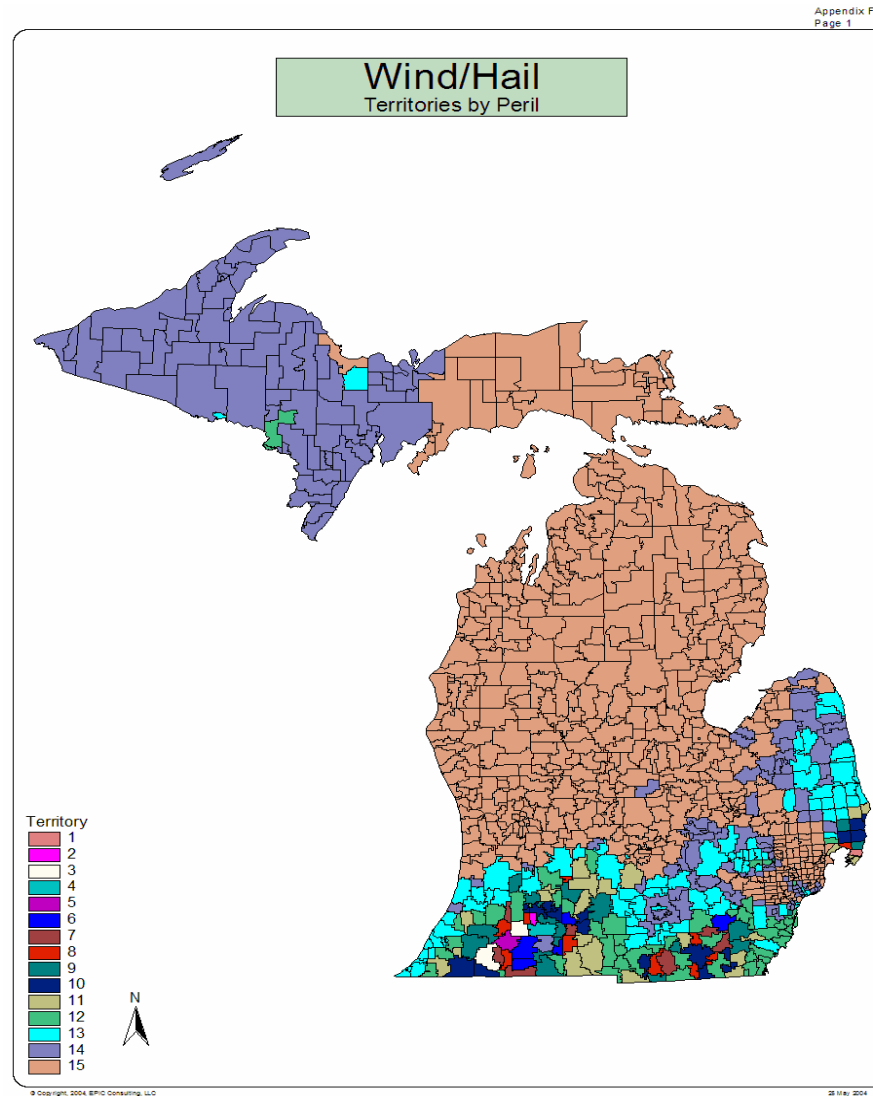 Appendix F
Page 1
Wind/Hail
Territories by Peril
Territory
1
2
3
4
5
6
7
8
9
10
11
12
13
14
15
N
© Copyright, 2004, EPIC Consulting, LLC
25 May 2004